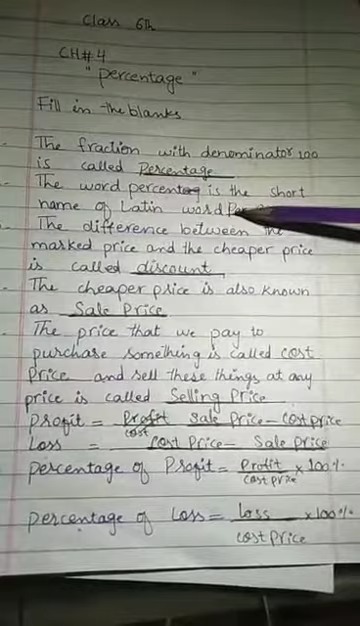 Class 6th
CH#4
"Percentage"
Fill in the blanks
The fraction with denominator 100
is called Percentage
The word percentag is the short
name of Latin word Per
The difference between the
marked price and the cheaper price
is called discount
The cheaper price is also known
as Sale Price
The price that we pay to
purchase something is called cost
Price and sell these things at any
price is called Selling Price
Profit = Profit/cost Sale Price - cost price
Loss = cost Price - Sale price
percentage of Profit = Profit/cost price × 100%
percentage of Loss = Loss/cost price × 100%